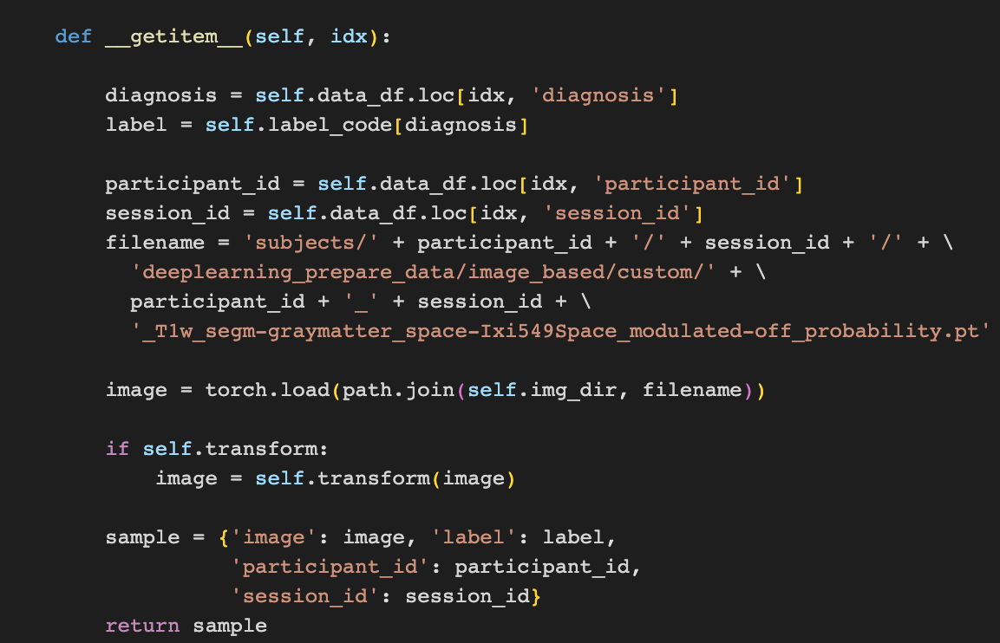 def __getitem__(self, idx):
diagnosis = self.data_df.loc[idx, 'diagnosis']
label = self.label_code[diagnosis]
participant_id = self.data_df.loc[idx, 'participant_id']
session_id = self.data_df.loc[idx, 'session_id']
filename = 'subjects/' + participant_id + '/' + session_id + '/' + \
'deeplearning_prepare_data/image_based/custom/' + \
participant_id + '_' + session_id + \
'_T1w_segm-graymatter_space-Ixi549Space_modulated-off_probability.pt'
image = torch.load(path.join(self.img_dir, filename))
if self.transform:
image = self.transform(image)
sample = {'image': image, 'label': label,
'participant_id': participant_id,
'session_id': session_id}
return sample